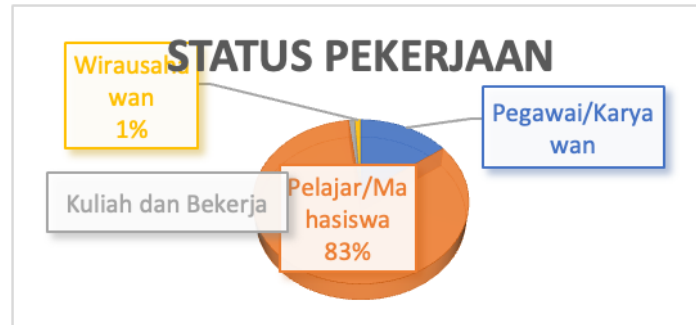 STATUS PEKERJAAN
Wirausaha
wan
1%
Pegawai/Karya
wan
Kuliah dan Bekerja
Pelajar/Ma
hasiswa
83%